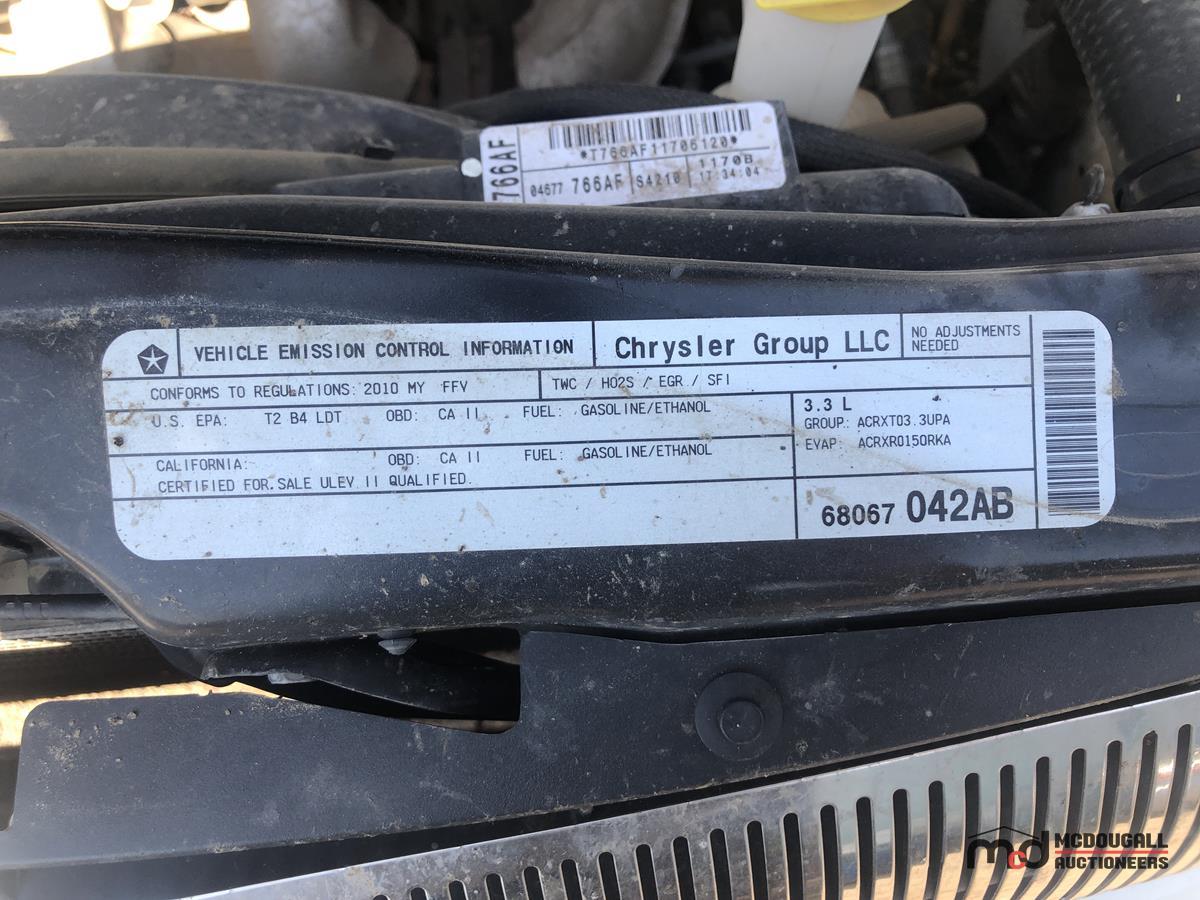 T766AF
*T766AF11706120*
04677 766AF S4210 1170B 17:34:04
VEHICLE EMISSION CONTROL INFORMATION
Chrysler Group LLC
NO ADJUSTMENTS
NEEDED
CONFORMS TO REGULATIONS: 2010 MY FFV
TWC / HO2S / EGR / SFI
U.S. EPA: T2 B4 LDT OBD: CA II FUEL: GASOLINE/ETHANOL
3.3 L
GROUP: ACRXT03.3UPA
EVAP: ACRXR0150RKA
CALIFORNIA: OBD: CA II FUEL: GASOLINE/ETHANOL
CERTIFIED FOR SALE ULEV II QUALIFIED.
68067 042AB
mcd MCDOUGALL
AUCTIONEERS